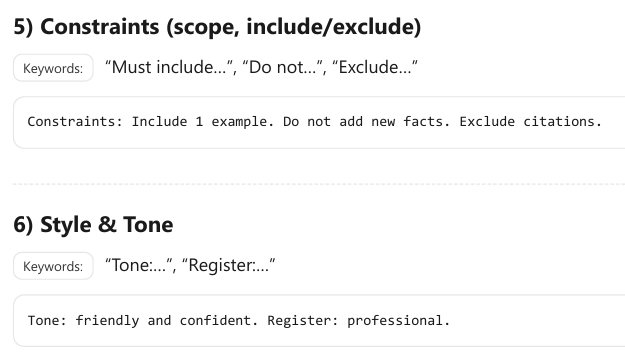 5) Constraints (scope, include/exclude)
Keywords: “Must include…”, “Do not…”, “Exclude…”
Constraints: Include 1 example. Do not add new facts. Exclude citations.
6) Style & Tone
Keywords: “Tone:…”, “Register:…”
Tone: friendly and confident. Register: professional.